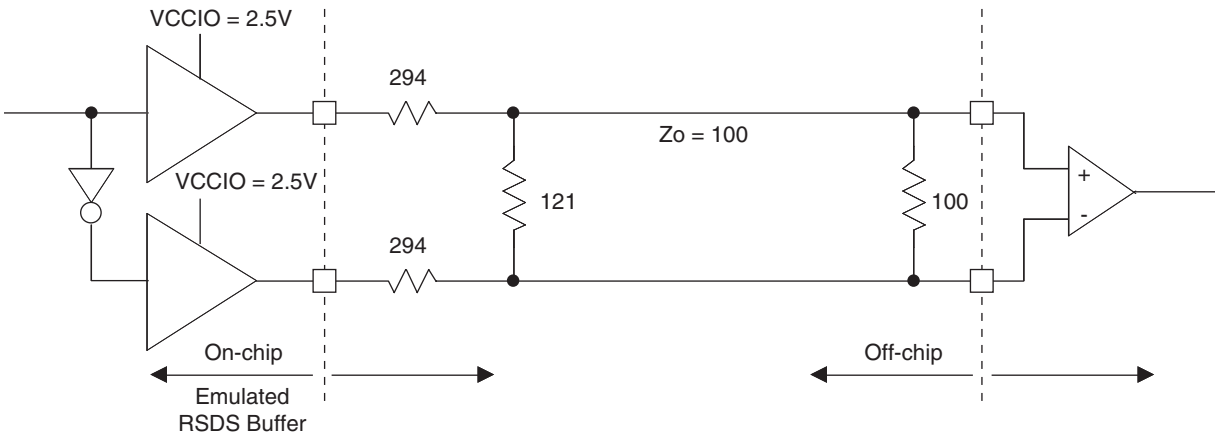 VCCIO = 2.5V
294
Zo = 100
VCCIO = 2.5V
121
100
+
-
294
On-chip
Off-chip
Emulated
RSDS Buffer